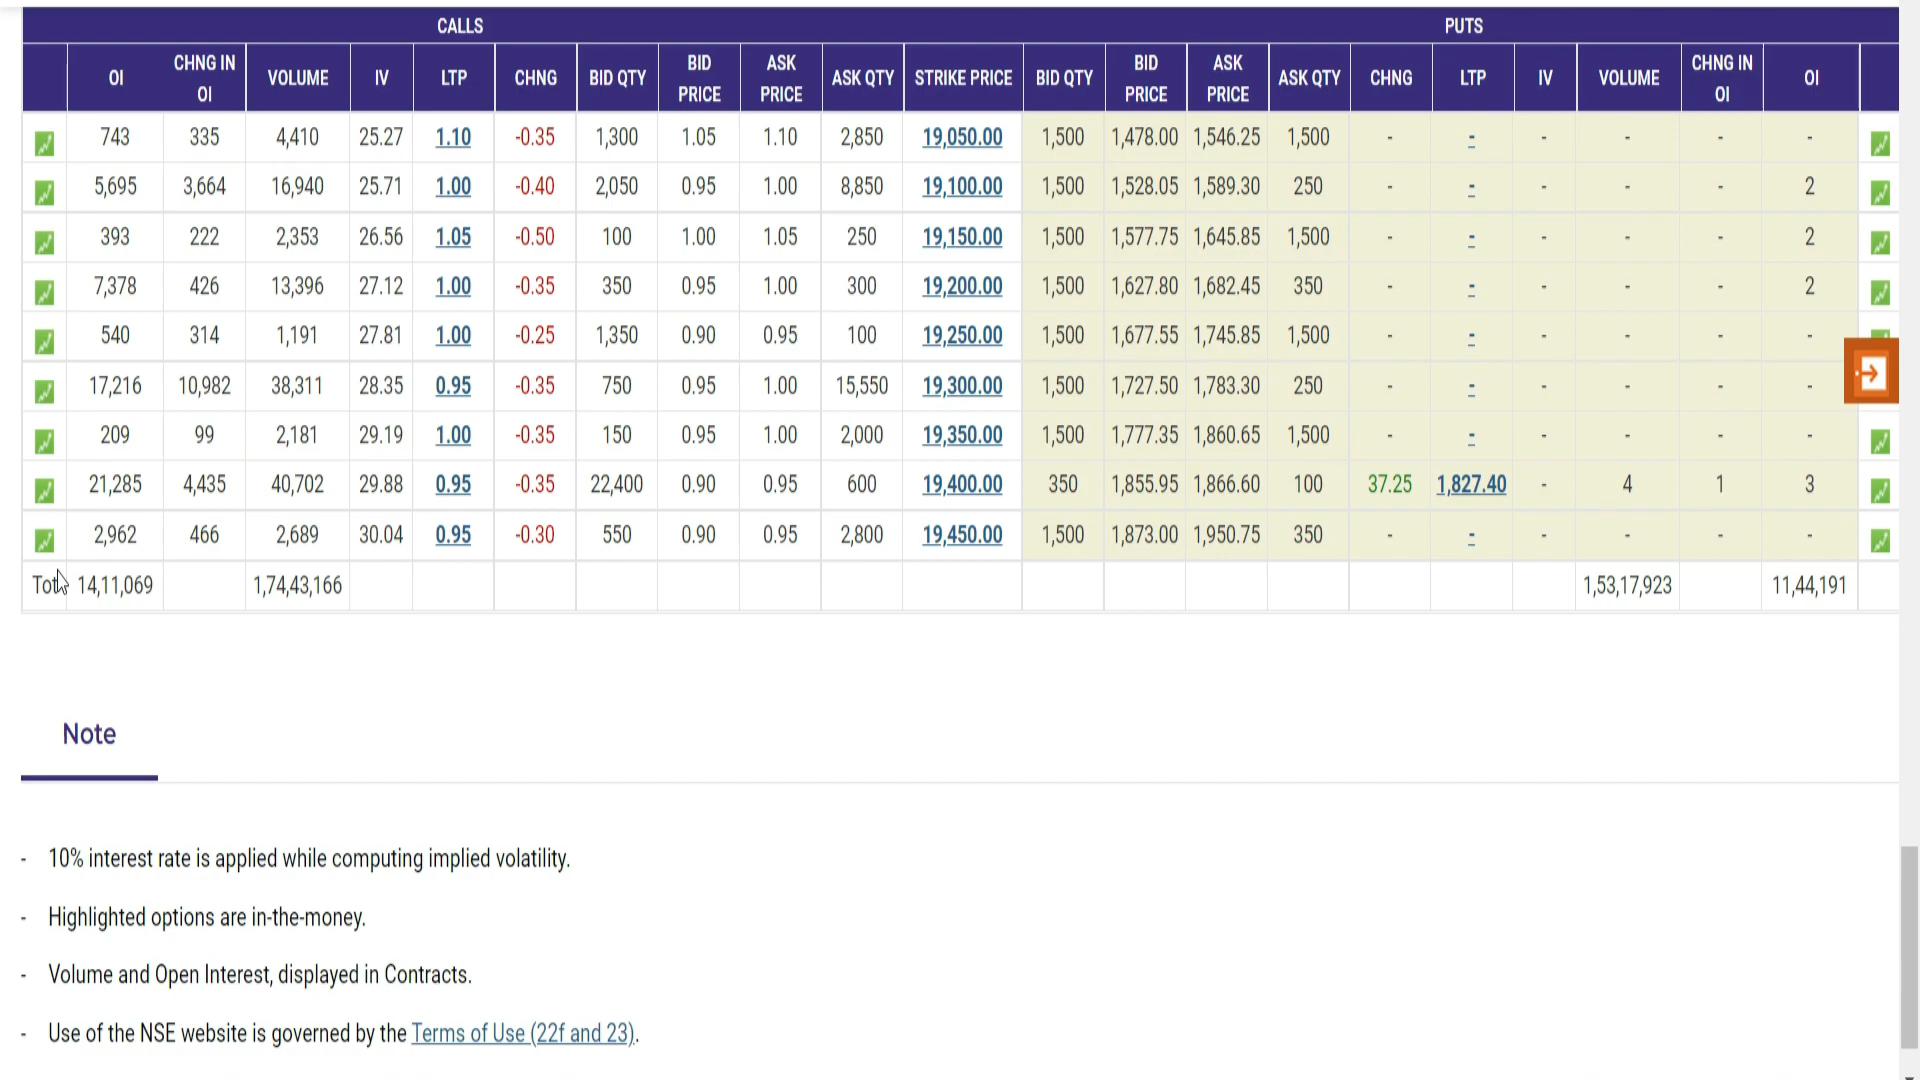 CALLS PUTS
OI CHNG IN OI VOLUME IV LTP CHNG BID QTY BID PRICE ASK PRICE ASK QTY STRIKE PRICE BID QTY BID PRICE ASK PRICE ASK QTY CHNG LTP IV VOLUME CHNG IN OI OI
743 335 4,410 25.27 1.10 -0.35 1,300 1.05 1.10 2,850 19,050.00 1,500 1,478.00 1,546.25 1,500 - - - - - -
5,695 3,664 16,940 25.71 1.00 -0.40 2,050 0.95 1.00 8,850 19,100.00 1,500 1,528.05 1,589.30 250 - - - - - 2
393 222 2,353 26.56 1.05 -0.50 100 1.00 1.05 250 19,150.00 1,500 1,577.75 1,645.85 1,500 - - - - - 2
7,378 426 13,396 27.12 1.00 -0.35 350 0.95 1.00 300 19,200.00 1,500 1,627.80 1,682.45 350 - - - - - 2
540 314 1,191 27.81 1.00 -0.25 1,350 0.90 0.95 100 19,250.00 1,500 1,677.55 1,745.85 1,500 - - - - - -
17,216 10,982 38,311 28.35 0.95 -0.35 750 0.95 1.00 15,550 19,300.00 1,500 1,727.50 1,783.30 250 - - - - - -
209 99 2,181 29.19 1.00 -0.35 150 0.95 1.00 2,000 19,350.00 1,500 1,777.35 1,860.65 1,500 - - - - - -
21,285 4,435 40,702 29.88 0.95 -0.35 22,400 0.90 0.95 600 19,400.00 350 1,855.95 1,866.60 100 37.25 1,827.40 - 4 1 3
2,962 466 2,689 30.04 0.95 -0.30 550 0.90 0.95 2,800 19,450.00 1,500 1,873.00 1,950.75 350 - - - - - -
Tot 14,11,069 1,74,43,166 1,53,17,923 11,44,191
Note
- 10% interest rate is applied while computing implied volatility.
- Highlighted options are in-the-money.
- Volume and Open Interest, displayed in Contracts.
- Use of the NSE website is governed by the Terms of Use (22f and 23).